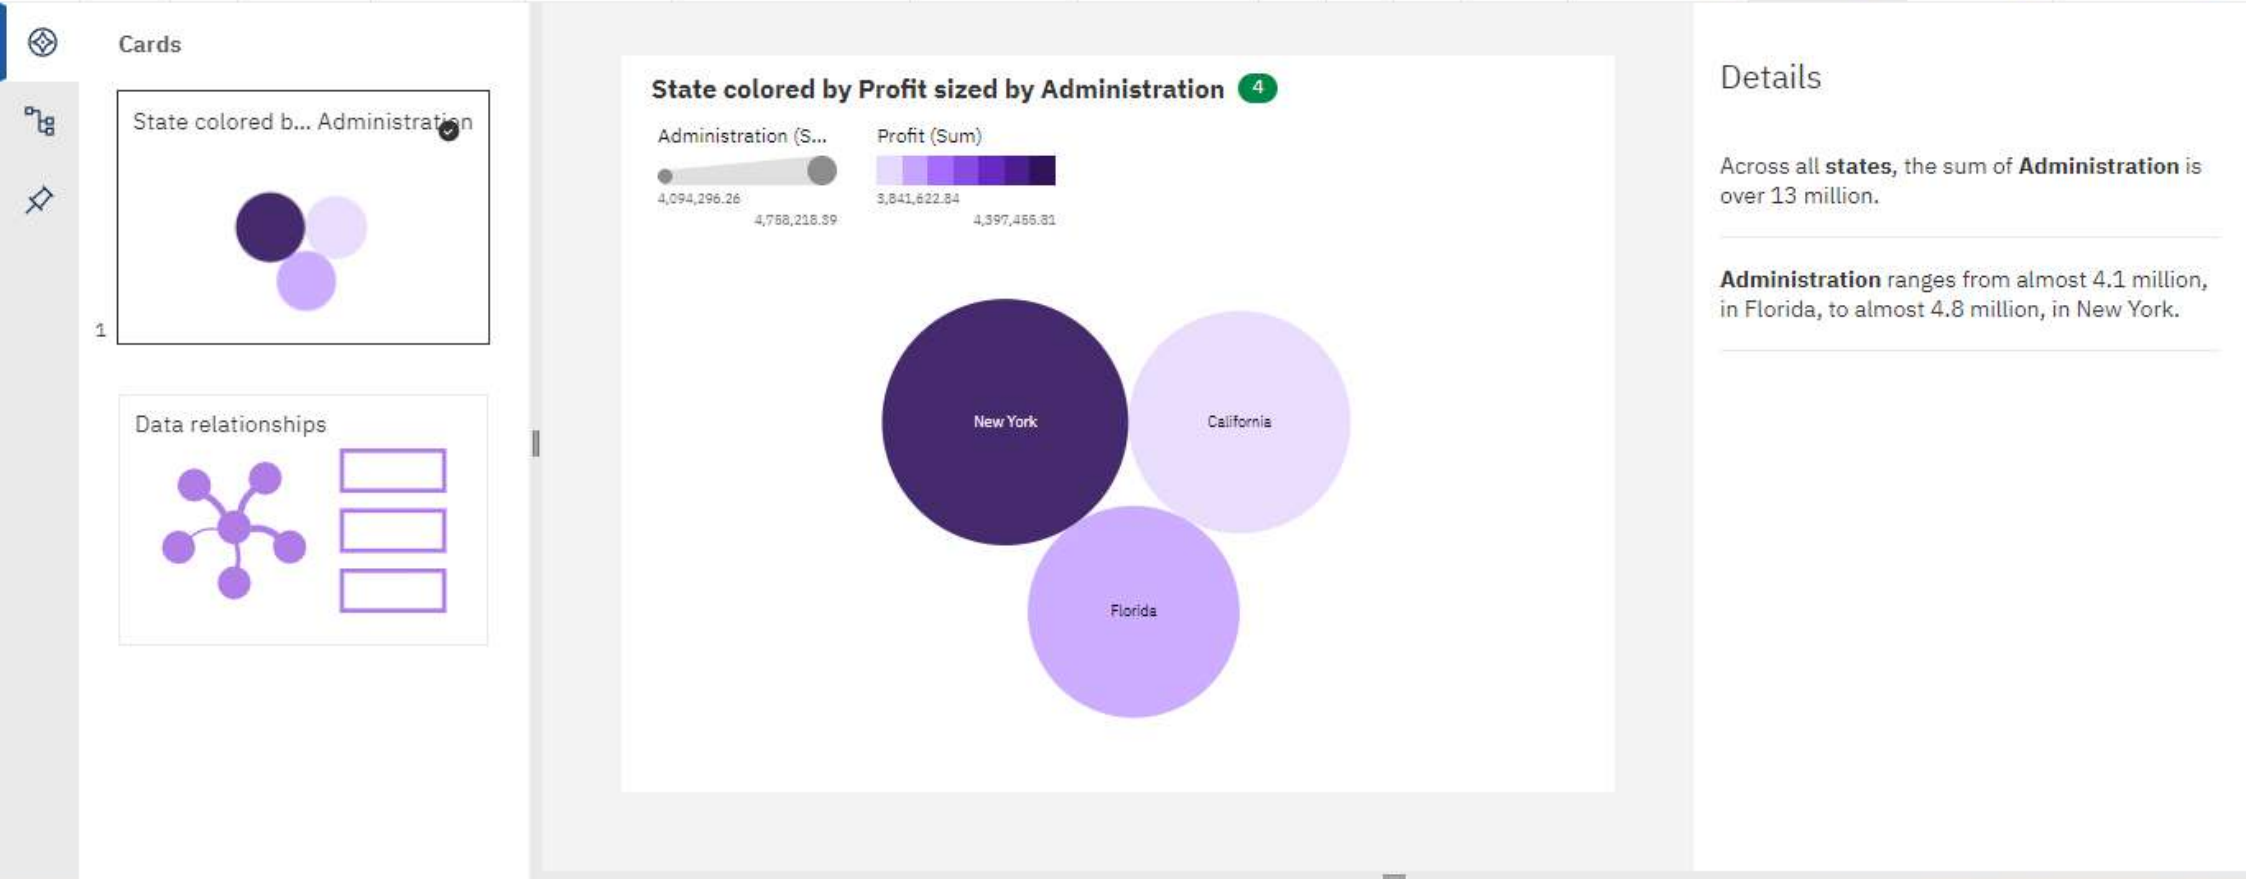 Cards
State colored b... Administration
1
Data relationships
State colored by Profit sized by Administration 4
Administration (S...
4,094,296.26
4,758,218.39
Profit (Sum)
3,841,622.84
4,397,455.81
New York
California
Florida
Details
Across all states, the sum of Administration is
over 13 million.
Administration ranges from almost 4.1 million,
in Florida, to almost 4.8 million, in New York.